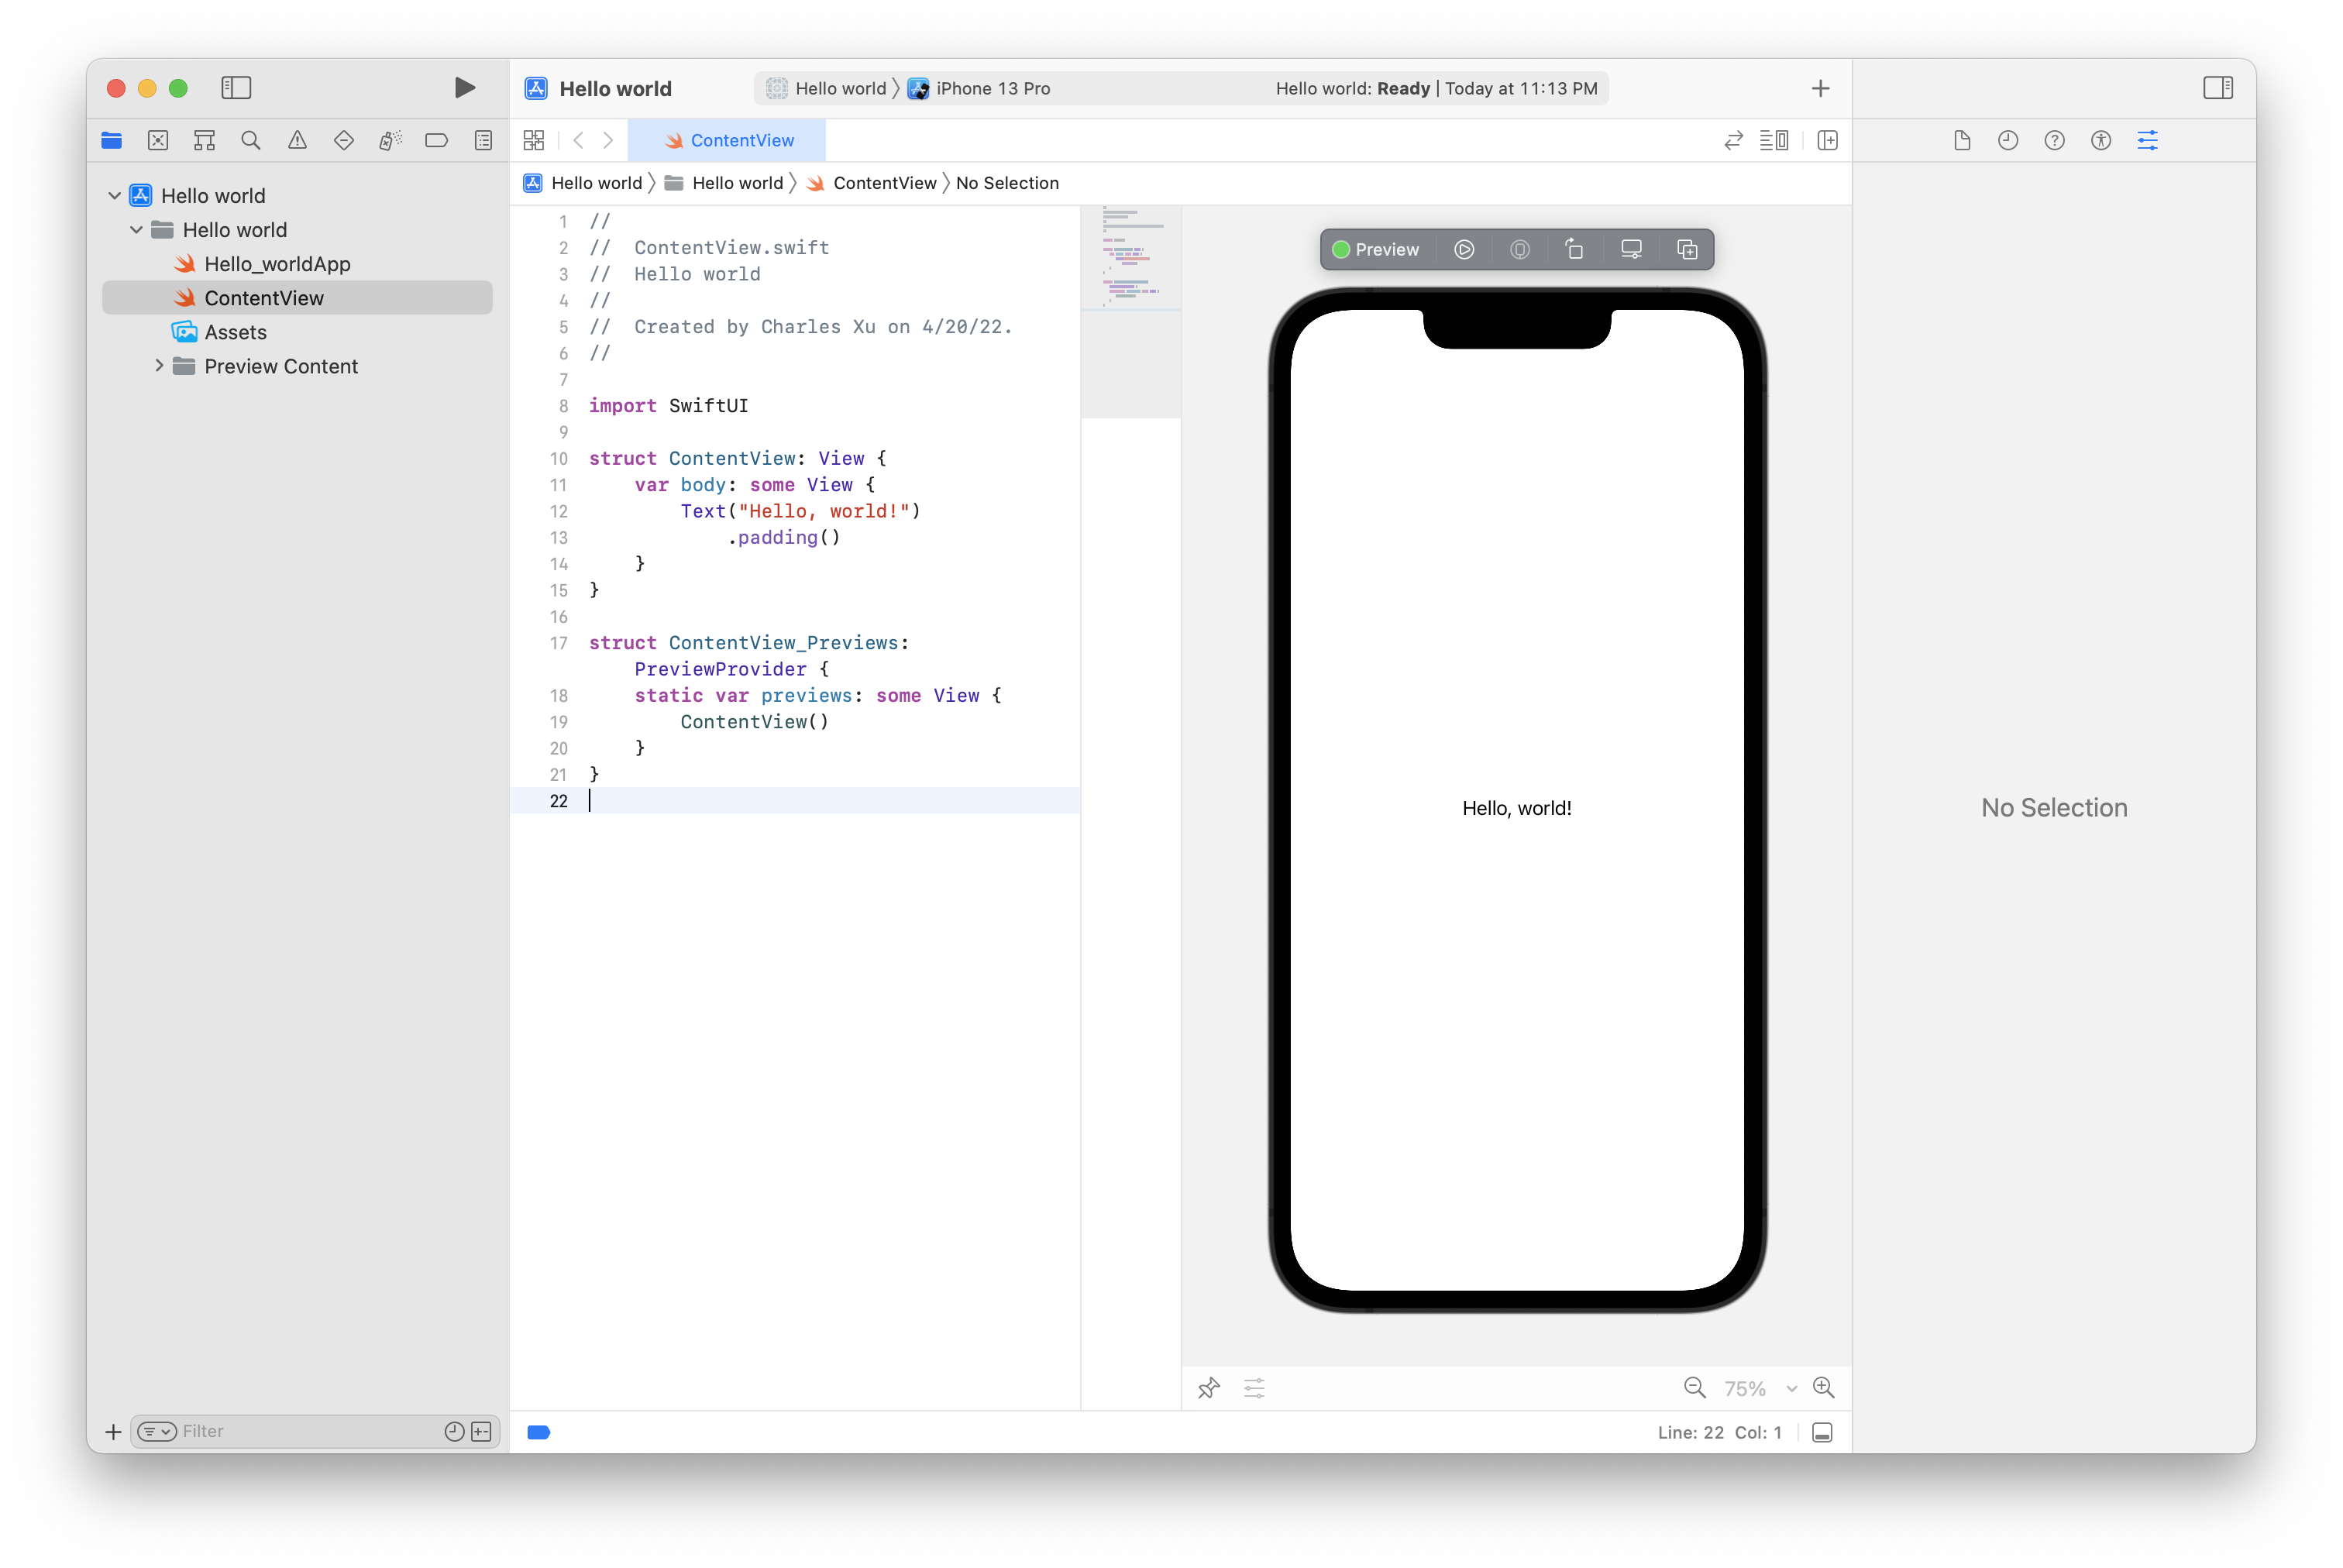 Hello world
Hello world
iPhone 13 Pro
Hello world: Ready | Today at 11:13 PM
ContentView
Hello world
Hello world
ContentView
No Selection
Hello world
Hello world
Hello_worldApp
ContentView
Assets
Preview Content
1 //
2 //  ContentView.swift
3 //  Hello world
4 //
5 //  Created by Charles Xu on 4/20/22.
6 //
7
8 import SwiftUI
9
10 struct ContentView: View {
11     var body: some View {
12         Text("Hello, world!")
13             .padding()
14     }
15 }
16
17 struct ContentView_Previews:
    PreviewProvider {
18     static var previews: some View {
19         ContentView()
20     }
21 }
22
Preview
Hello, world!
No Selection
75%
Filter
Line: 22 Col: 1